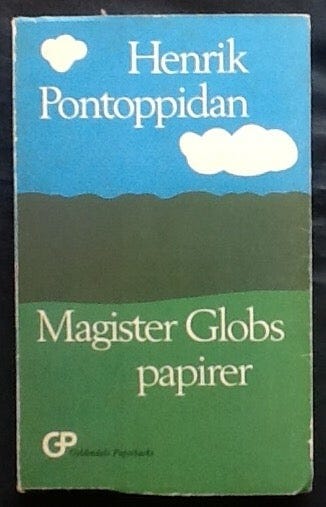 Henrik
Pontoppidan
Magister Globs
papirer
GP Gyldendals Paperbacks